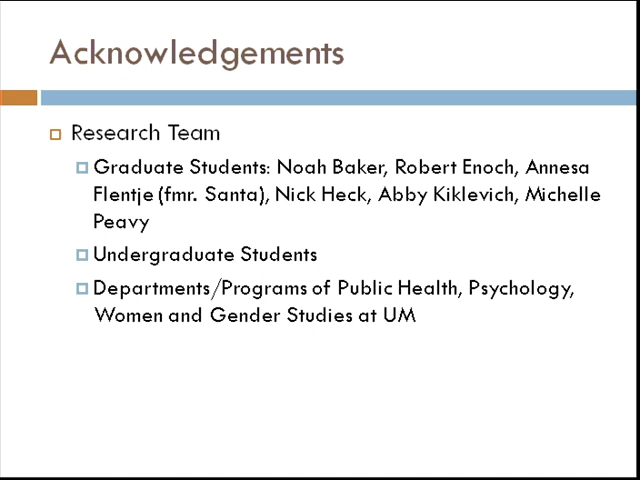 Acknowledgements
Research Team
Graduate Students: Noah Baker, Robert Enoch, Annesa
Flentje (fmr. Santa), Nick Heck, Abby Kiklevich, Michelle
Peavy
Undergraduate Students
Departments/Programs of Public Health, Psychology,
Women and Gender Studies at UM